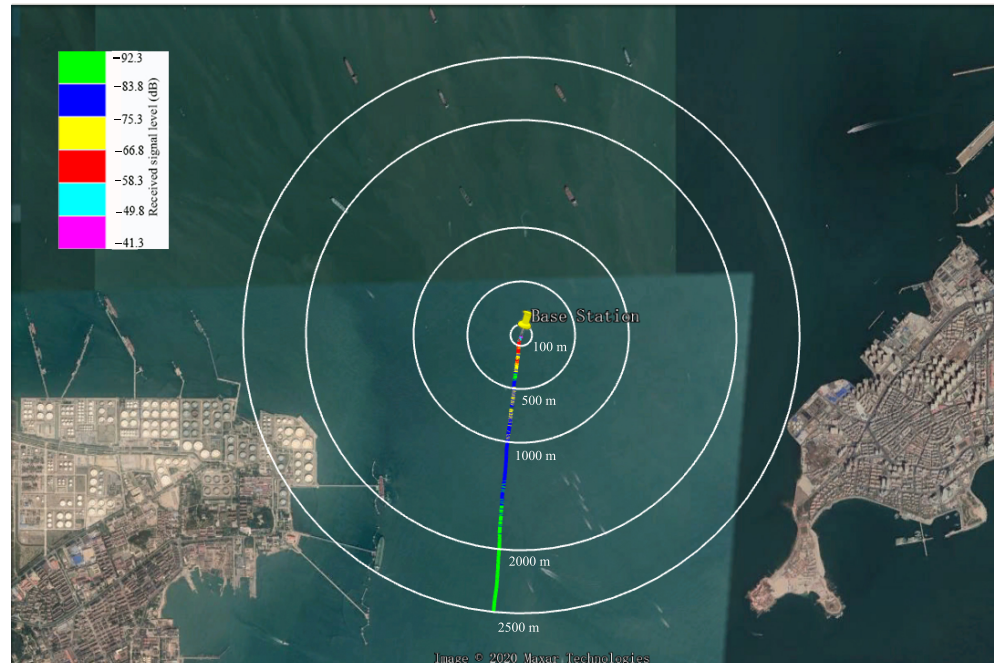 −92.3
−83.8
−75.3
−66.8
−58.3
−49.8
−41.3
Received signal level (dB)
Base Station
100 m
500 m
1000 m
2000 m
2500 m
Image © 2020 Maxar Technologies